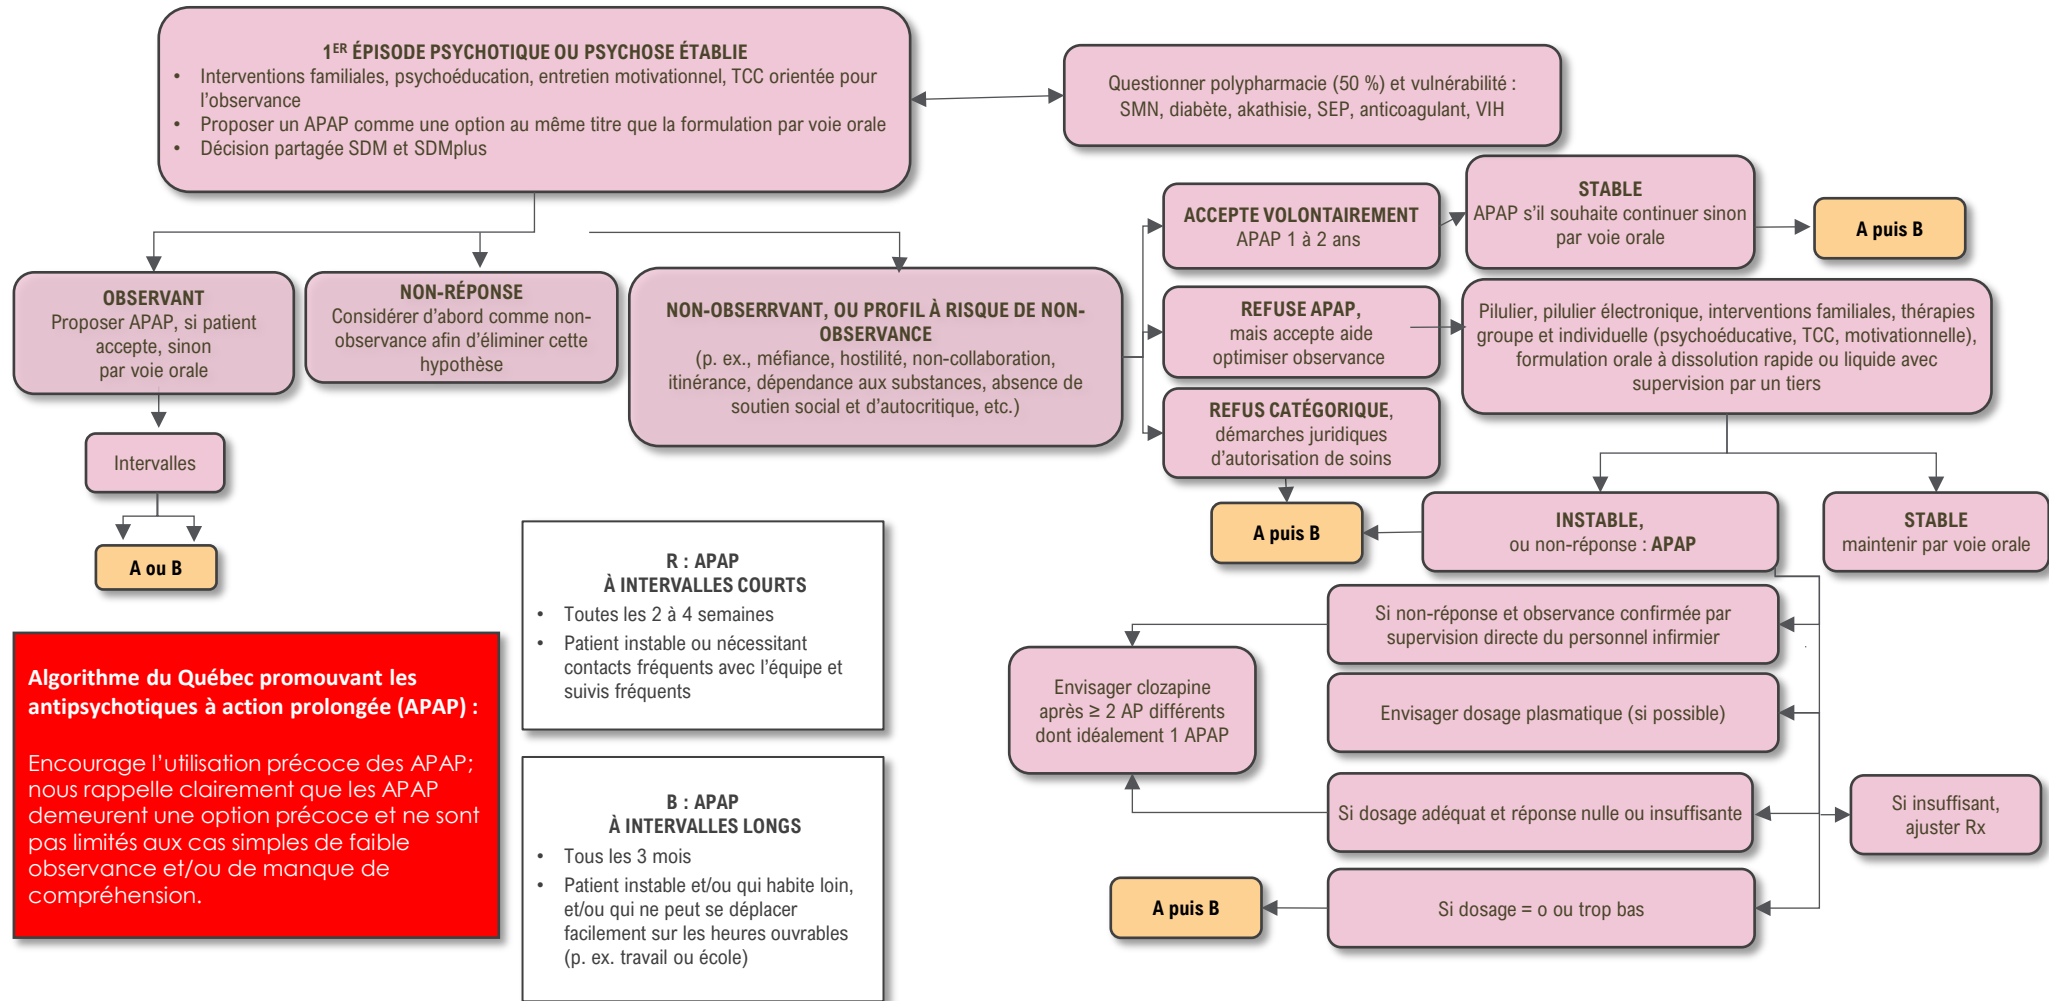 1ER ÉPISODE PSYCHOTIQUE OU PSYCHOSE ÉTABLIE
• Interventions familiales, psychoéducation, entretien motivationnel, TCC orientée pour
l'observance
• Proposer un APAP comme une option au même titre que la formulation par voie orale
• Décision partagée SDM et SDMplus
Questionner polypharmacie (50 %) et vulnérabilité :
SMN, diabète, akathisie, SEP, anticoagulant, VIH
OBSERVANT
Proposer APAP, si patient
accepte, sinon
par voie orale
NON-RÉPONSE
Considérer d'abord comme non-
observance afin d'éliminer cette
hypothèse
NON-OBSERRVANT, OU PROFIL À RISQUE DE NON-
OBSERVANCE
(p. ex., méfiance, hostilité, non-collaboration,
itinérance, dépendance aux substances, absence de
soutien social et d'autocritique, etc.)
ACCEPTE VOLONTAIREMENT
APAP 1 à 2 ans
STABLE
APAP s'il souhaite continuer sinon
par voie orale
A puis B
REFUSE APAP,
mais accepte aide
optimiser observance
Pilulier, pilulier électronique, interventions familiales, thérapies
groupe et individuelle (psychoéducative, TCC, motivationnelle),
formulation orale à dissolution rapide ou liquide avec
supervision par un tiers
REFUS CATÉGORIQUE,
démarches juridiques
d'autorisation de soins
Intervalles
A ou B
A puis B
INSTABLE,
ou non-réponse : APAP
STABLE
maintenir par voie orale
R : APAP
À INTERVALLES COURTS
• Toutes les 2 à 4 semaines
• Patient instable ou nécessitant
contacts fréquents avec l'équipe et
suivis fréquents
B : APAP
À INTERVALLES LONGS
• Tous les 3 mois
• Patient instable et/ou qui habite loin,
et/ou qui ne peut se déplacer
facilement sur les heures ouvrables
(p. ex. travail ou école)
Algorithme du Québec promouvant les
antipsychotiques à action prolongée (APAP) :
Encourage l'utilisation précoce des APAP;
nous rappelle clairement que les APAP
demeurent une option précoce et ne sont
pas limités aux cas simples de faible
observance et/ou de manque de
compréhension.
Si non-réponse et observance confirmée par
supervision directe du personnel infirmier
Envisager clozapine
après ≥ 2 AP différents
dont idéalement 1 APAP
Envisager dosage plasmatique (si possible)
Si dosage adéquat et réponse nulle ou insuffisante
Si insuffisant,
ajuster Rx
A puis B
Si dosage = o ou trop bas